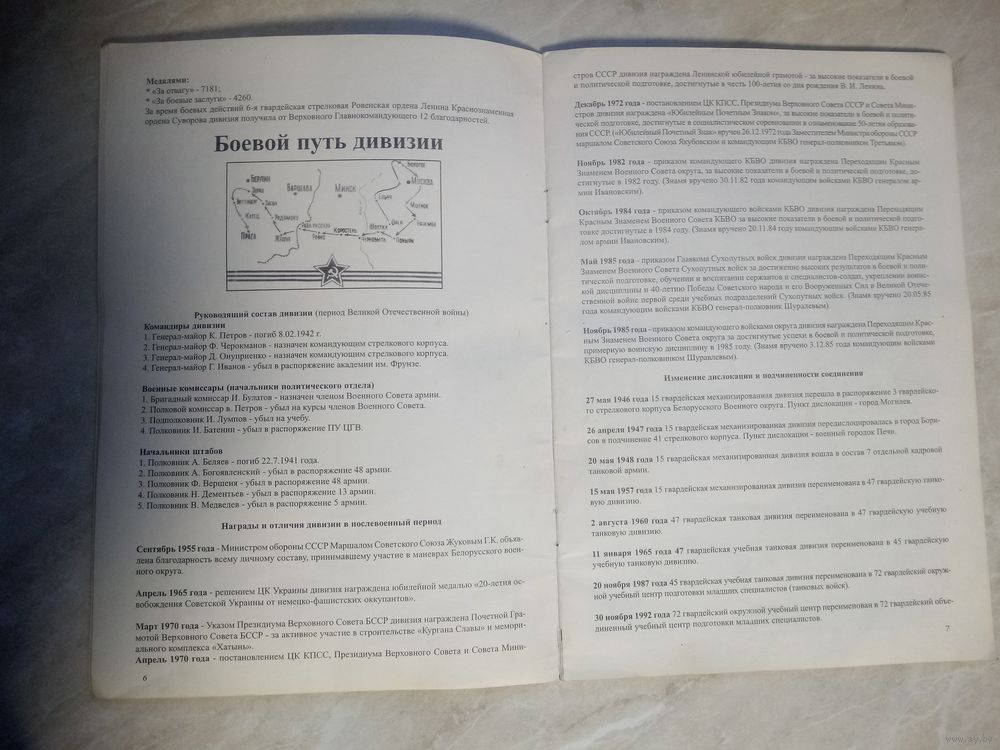 Медалями:
* «За отвагу» - 7181;
* «За боевые заслуги» - 4260.
За время боевых действий 6-я гвардейская стрелковая Ровенская ордена Ленина Краснознаменная
ордена Суворова дивизия получила от Верховного Главнокомандующего 12 благодарностей.
Боевой путь дивизии
БЕРЛИН
ВАРШАВА
МИНСК
МОСКВА
ПРАГА
РОВНО
КОРОСТЕНЬ
Руководящий состав дивизии (период Великой Отечественной войны)
Командиры дивизии
1. Генерал-майор К. Петров - погиб 8.02.1942 г.
2. Генерал-майор Ф. Черокманов - назначен командующим стрелкового корпуса.
3. Генерал-майор Д. Онуприенко - назначен командующим стрелкового корпуса.
4. Генерал-майор Г. Иванов - убыл в распоряжение академии им. Фрунзе.
Военные комиссары (начальники политического отдела)
1. Бригадный комиссар И. Булатов - назначен членом Военного Совета армии.
2. Полковой комиссар в. Петров - убыл на курсы членов Военного Совета.
3. Подполковник И. Лумпов - убыл на учебу.
4. Полковник И. Батенин - убыл в распоряжение ПУ ЦГВ.
Начальники штабов
1. Полковник А. Беляев - погиб 22.7.1941 года.
2. Полковник А. Богоявленский - убыл в распоряжение 48 армии.
3. Полковник Ф. Вершеня - убыл в распоряжение 48 армии.
4. Полковник Н. Дементьев - убыл в распоряжение 13 армии.
5. Полковник В. Медведев - убыл в распоряжение 5 армии.
Награды и отличия дивизии в послевоенный период
Сентябрь 1955 года - Министром обороны СССР Маршалом Советского Союза Жуковым Г.К. объяв-
лена благодарность всему личному составу, принимавшему участие в маневрах Белорусского воен-
ного округа.
Апрель 1965 года - решением ЦК Украины дивизия награждена юбилейной медалью «20-летия ос-
вобождения Советской Украины от немецко-фашистских оккупантов».
Март 1970 года - Указом Президиума Верховного Совета БССР дивизия награждена Почетной Гра-
мотой Верховного Совета БССР - за активное участие в строительстве «Кургана Славы» и мемори-
ального комплекса «Хатынь».
Апрель 1970 года - постановлением ЦК КПСС, Президиума Верховного Совета и Совета Мини-
6
стров СССР дивизия награждена Ленинской юбилейной грамотой - за высокие показатели в боевой
и политической подготовке, достигнутые в честь 100-летия со дня рождения В. И. Ленина.
Декабрь 1972 года - постановлением ЦК КПСС, Президиума Верховного Совета СССР и Совета Мини-
стров дивизия награждена «Юбилейным Почетным Знаком», за высокие показатели в боевой и полити-
ческой подготовке, достигнутые в социалистическом соревновании в ознаменование 50-летия образова-
ния СССР. («Юбилейный Почетный Знак» вручен 26.12.1972 года Заместителем Министра обороны СССР
маршалом Советского Союза Якубовским и командующим КБВО генерал-полковником Третьяком).
Ноябрь 1982 года - приказом командующего КБВО дивизия награждена Переходящим Красным
Знаменем Военного Совета округа, за высокие показатели в боевой и политической подготовке, до-
стигнутые в 1982 году. (Знамя вручено 30.11.82 года командующим войсками КБВО генералом ар-
мии Ивановским).
Октябрь 1984 года - приказом командующего войсками КБВО дивизия награждена Переходящим
Красным Знаменем Военного Совета КБВО за высокие показатели в боевой и политической подго-
товке достигнутые в 1984 году. (Знамя вручено 20.11.84 году командующим войсками КБВО генера-
лом армии Ивановским).
Май 1985 года - приказом Главкома Сухопутных войск дивизия награждена Переходящим Красным
Знаменем Военного Совета Сухопутных войск за достижение высоких результатов в боевой и поли-
тической подготовке, обучении и воспитании сержантов и специалистов-солдат, укреплении воинс-
кой дисциплины и 40-летию Победы Советского народа и его Вооруженных Сил в Великой Отече-
ственной войне первой среди учебных подразделений Сухопутных войск. (Знамя вручено 20.05.85
года командующим войсками КБВО генерал-полковник Шуралевым).
Ноябрь 1985 года - приказом командующего войсками округа дивизия награждена Переходящим Крас-
ным Знаменем Военного Совета округа за достигнутые успехи в боевой и политической подготовке,
примерную воинскую дисциплину в 1985 году. (Знамя вручено 3.12.85 года командующим войсками
КБВО генерал-полковником Шуралевым).
Изменение дислокации и подчиненности соединения
27 мая 1946 года 15 гвардейская механизированная дивизия перешла в распоряжение 3 гвардейско-
го стрелкового корпуса Белорусского Военного округа. Пункт дислокации - город Могилев.
26 апреля 1947 года 15 гвардейская механизированная дивизия передислоцировалась в город Бори-
сов в подчинение 41 стрелкового корпуса. Пункт дислокации - военный городок Печи.
20 мая 1948 года 15 гвардейская механизированная дивизия вошла в состав 7 отдельной кадровой
танковой армии.
15 мая 1957 года 15 гвардейская механизированная дивизия переименована в 47 гвардейскую танко-
вую дивизию.
2 августа 1960 года 47 гвардейская танковая дивизия переименована в 47 гвардейскую учебную
танковую дивизию.
11 января 1965 года 47 гвардейская учебная танковая дивизия переименована в 45 гвардейскую
учебную танковую дивизию.
20 ноября 1987 года 45 гвардейская учебная танковая дивизия переименована в 72 гвардейский окруж-
ной учебный центр подготовки младших специалистов (танковых войск).
30 ноября 1992 года 72 гвардейский окружной учебный центр переименован в 72 гвардейский объе-
диненный учебный центр подготовки младших специалистов.
7
www.ay.by